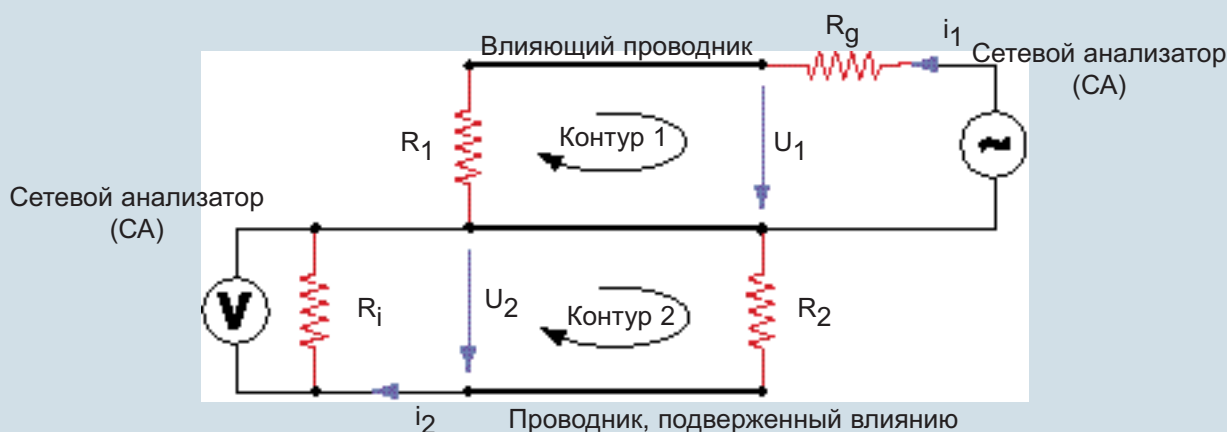 Влияющий проводник
Rg
i1
Сетевой анализатор
(СА)
R1
Контур 1
U1
Сетевой анализатор
(СА)
V
Ri
U2
Контур 2
R2
i2
Проводник, подверженный влиянию